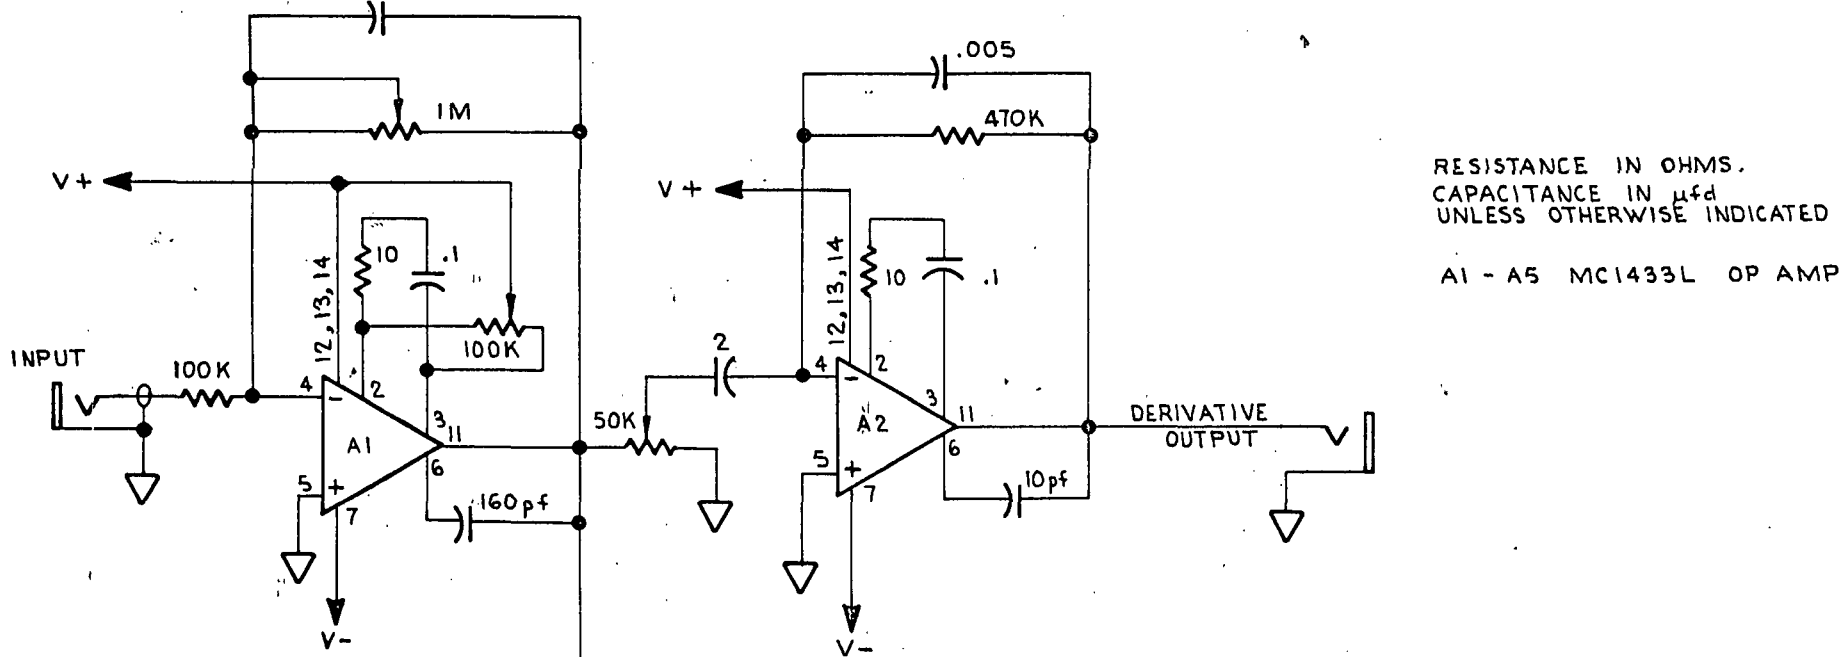 .005
1M
470K
V+
V+
RESISTANCE IN OHMS.
CAPACITANCE IN µfd
UNLESS OTHERWISE INDICATED
A1 - A5 MC1433L OP AMP
12, 13, 14
10
.1
100K
12, 13, 14
10
.1
INPUT
100K
4
-
2
3
11
A1
5
+
6
7
160pf
V-
50K
2
4
-
2
3
11
A2
5
+
6
7
10pf
V-
DERIVATIVE
OUTPUT